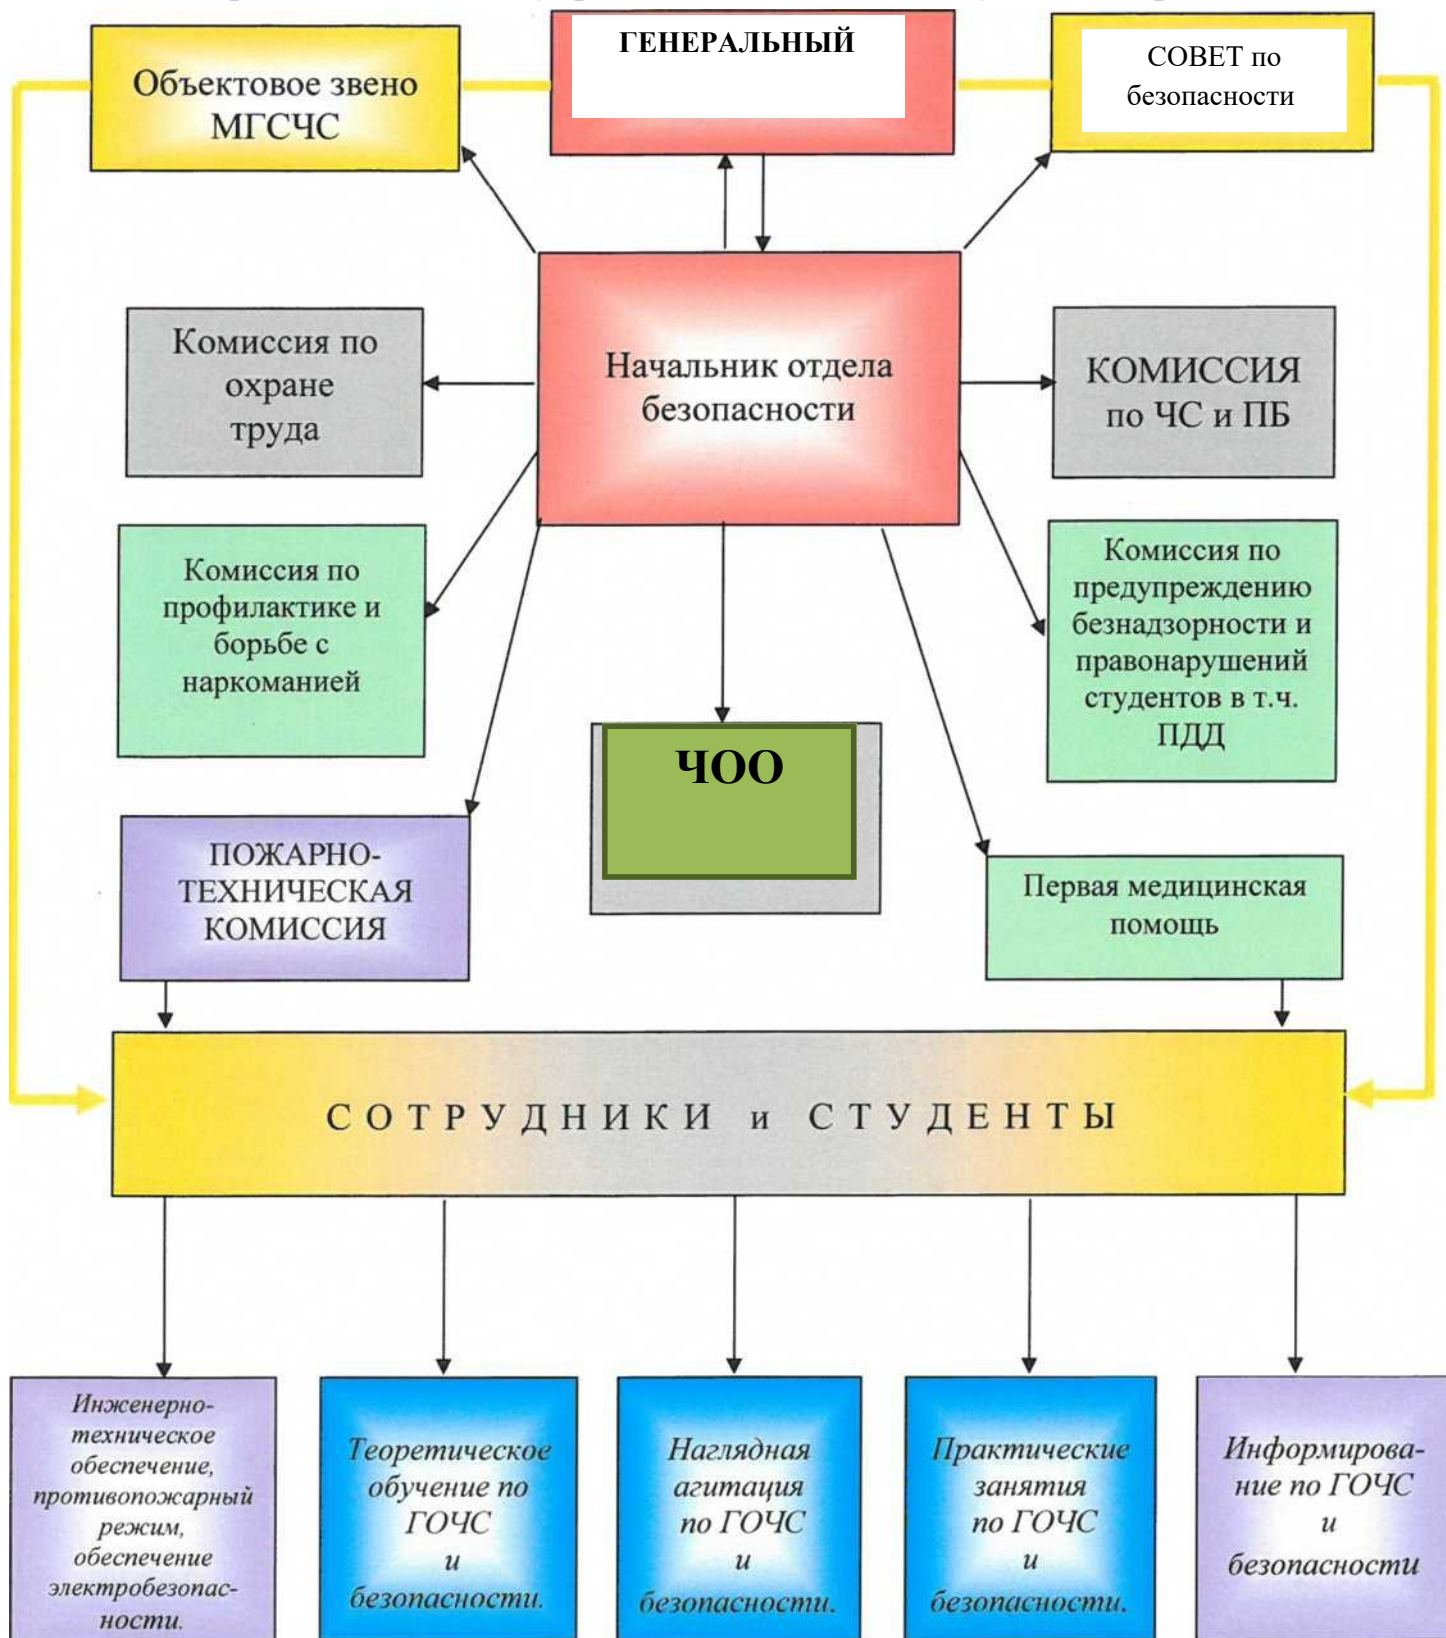 ГЕНЕРАЛЬНЫЙ
Объектовое звено
МГСЧС
СОВЕТ по
безопасности
Комиссия по
охране
труда
Начальник отдела
безопасности
КОМИССИЯ
по ЧС и ПБ
Комиссия по
профилактике и
борьбе с
наркоманией
Комиссия по
предупреждению
безнадзорности и
правонарушений
студентов в т.ч.
ПДД
ЧОО
ПОЖАРНО-
ТЕХНИЧЕСКАЯ
КОМИССИЯ
Первая медицинская
помощь
СОТРУДНИКИ и СТУДЕНТЫ
Инженерно-
техническое
обеспечение,
противопожарный
режим,
обеспечение
электробезопас-
ности.
Теоретическое
обучение по
ГОЧС
и
безопасности.
Наглядная
агитация
по ГОЧС
и
безопасности.
Практические
занятия
по ГОЧС
и
безопасности.
Информирова-
ние по ГОЧС
и
безопасности